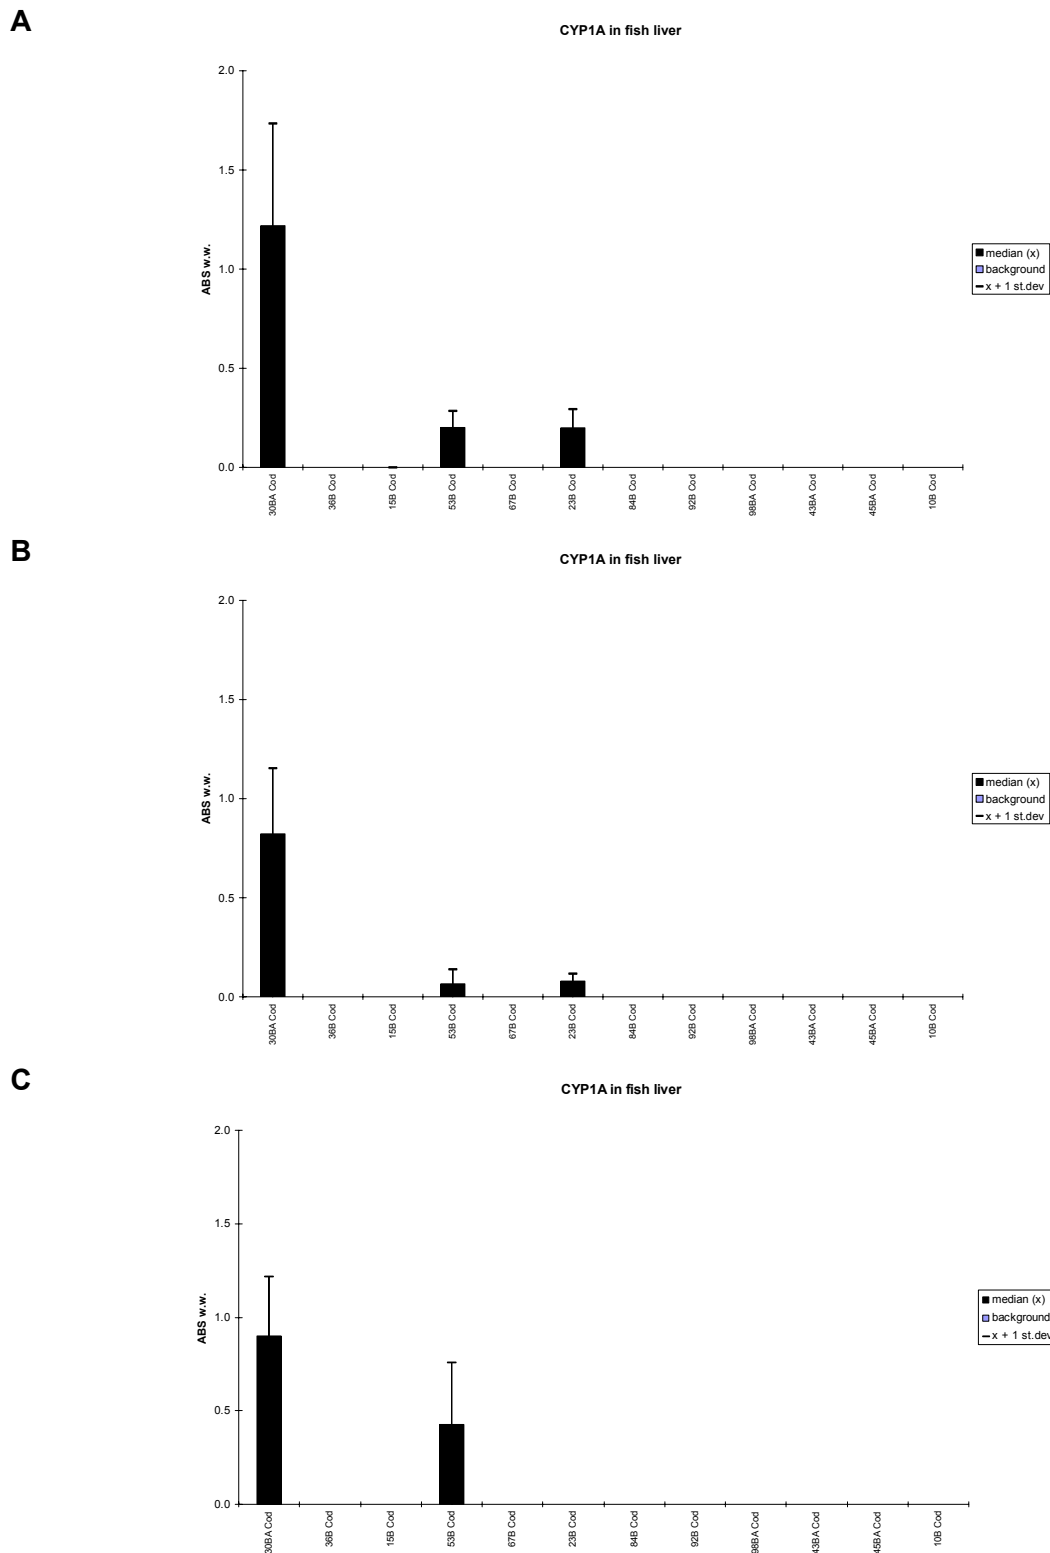 A
CYP1A in fish liver
2.0
1.5
1.0
0.5
0.0
ABS w.w.
30BA Cod
36B Cod
15B Cod
53B Cod
67B Cod
23B Cod
84B Cod
92B Cod
98BA Cod
43BA Cod
45BA Cod
10B Cod
median (x)
background
x + 1 st.dev
B
CYP1A in fish liver
2.0
1.5
1.0
0.5
0.0
ABS w.w.
30BA Cod
36B Cod
15B Cod
53B Cod
67B Cod
23B Cod
84B Cod
92B Cod
98BA Cod
43BA Cod
45BA Cod
10B Cod
median (x)
background
x + 1 st.dev
C
CYP1A in fish liver
2.0
1.5
1.0
0.5
0.0
ABS w.w.
30BA Cod
36B Cod
15B Cod
53B Cod
67B Cod
23B Cod
84B Cod
92B Cod
98BA Cod
43BA Cod
45BA Cod
10B Cod
median (x)
background
x + 1 st.dev